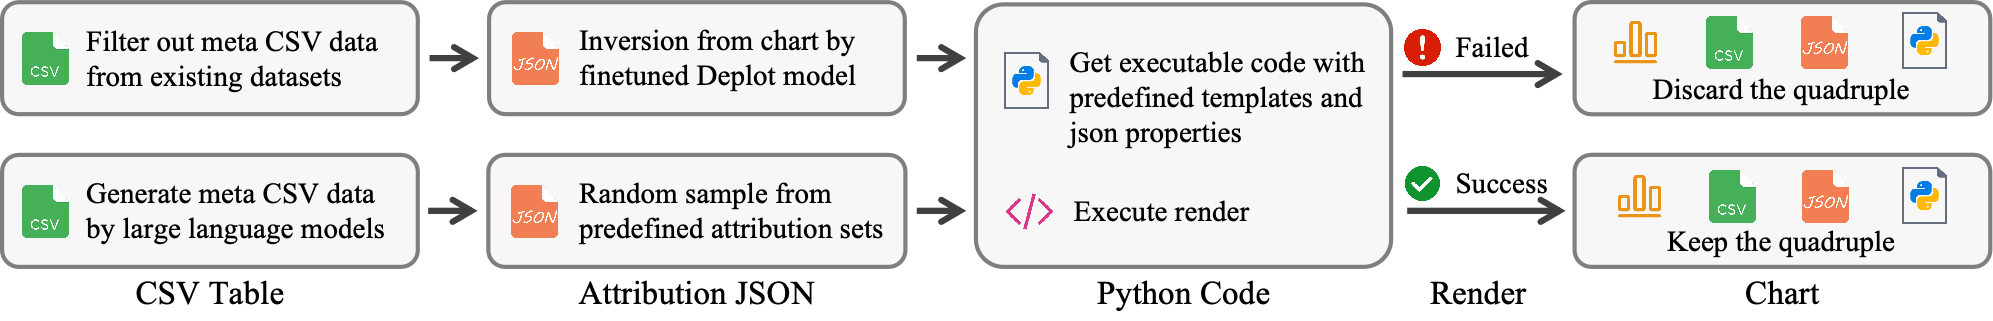 CSV
Filter out meta CSV data
from existing datasets
JSON
Inversion from chart by
finetuned Deplot model
Get executable code with
predefined templates and
json properties
Execute render
Failed
CSV
JSON
Discard the quadruple
CSV
Generate meta CSV data
by large language models
JSON
Random sample from
predefined attribution sets
Success
CSV
JSON
Keep the quadruple
CSV Table
Attribution JSON
Python Code
Render
Chart